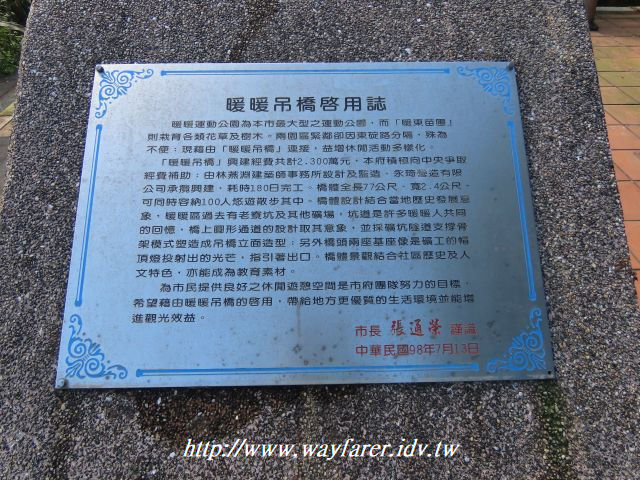 暖暖吊橋啓用誌
暖暖運動公園為本市最大型之運動公園，而「暖東苗圃」
則栽育各類花草及樹木。兩園區緊鄰卻因東碇路分隔，殊為
不便；現藉由「暖暖吊橋」連接，益增休閒活動多樣化。
「暖暖吊橋」興建經費共計2,300萬元，本府積極向中央爭取
經費補助，由林燕淵建築師事務所設計及監造，永琦營造有限
公司承攬興建，耗時180日完工。橋體全長77公尺、寬2.4公尺，
可同時容納100人悠遊散步其中。橋體設計結合當地歷史發展意
象，暖暖區過去有老寮坑及其他礦場，坑道是許多暖暖人共同
的回憶，橋上圓形通道的設計取其意象，並採礦坑隧道支撐骨
架模式塑造成吊橋立面造型；另外橋頭兩座基座像是礦工的帽
頂燈投射出的光芒，指引著出口。橋體景觀結合社區歷史及人
文特色，亦能成為教育素材。
為市民提供良好之休閒遊憩空間是市府團隊努力的目標，
希望藉由暖暖吊橋的啓用，帶給地方更優質的生活環境並能增
進觀光效益。
市長 張通榮 謹識
中華民國98年7月13日
http://www.wayfarer.idv.tw